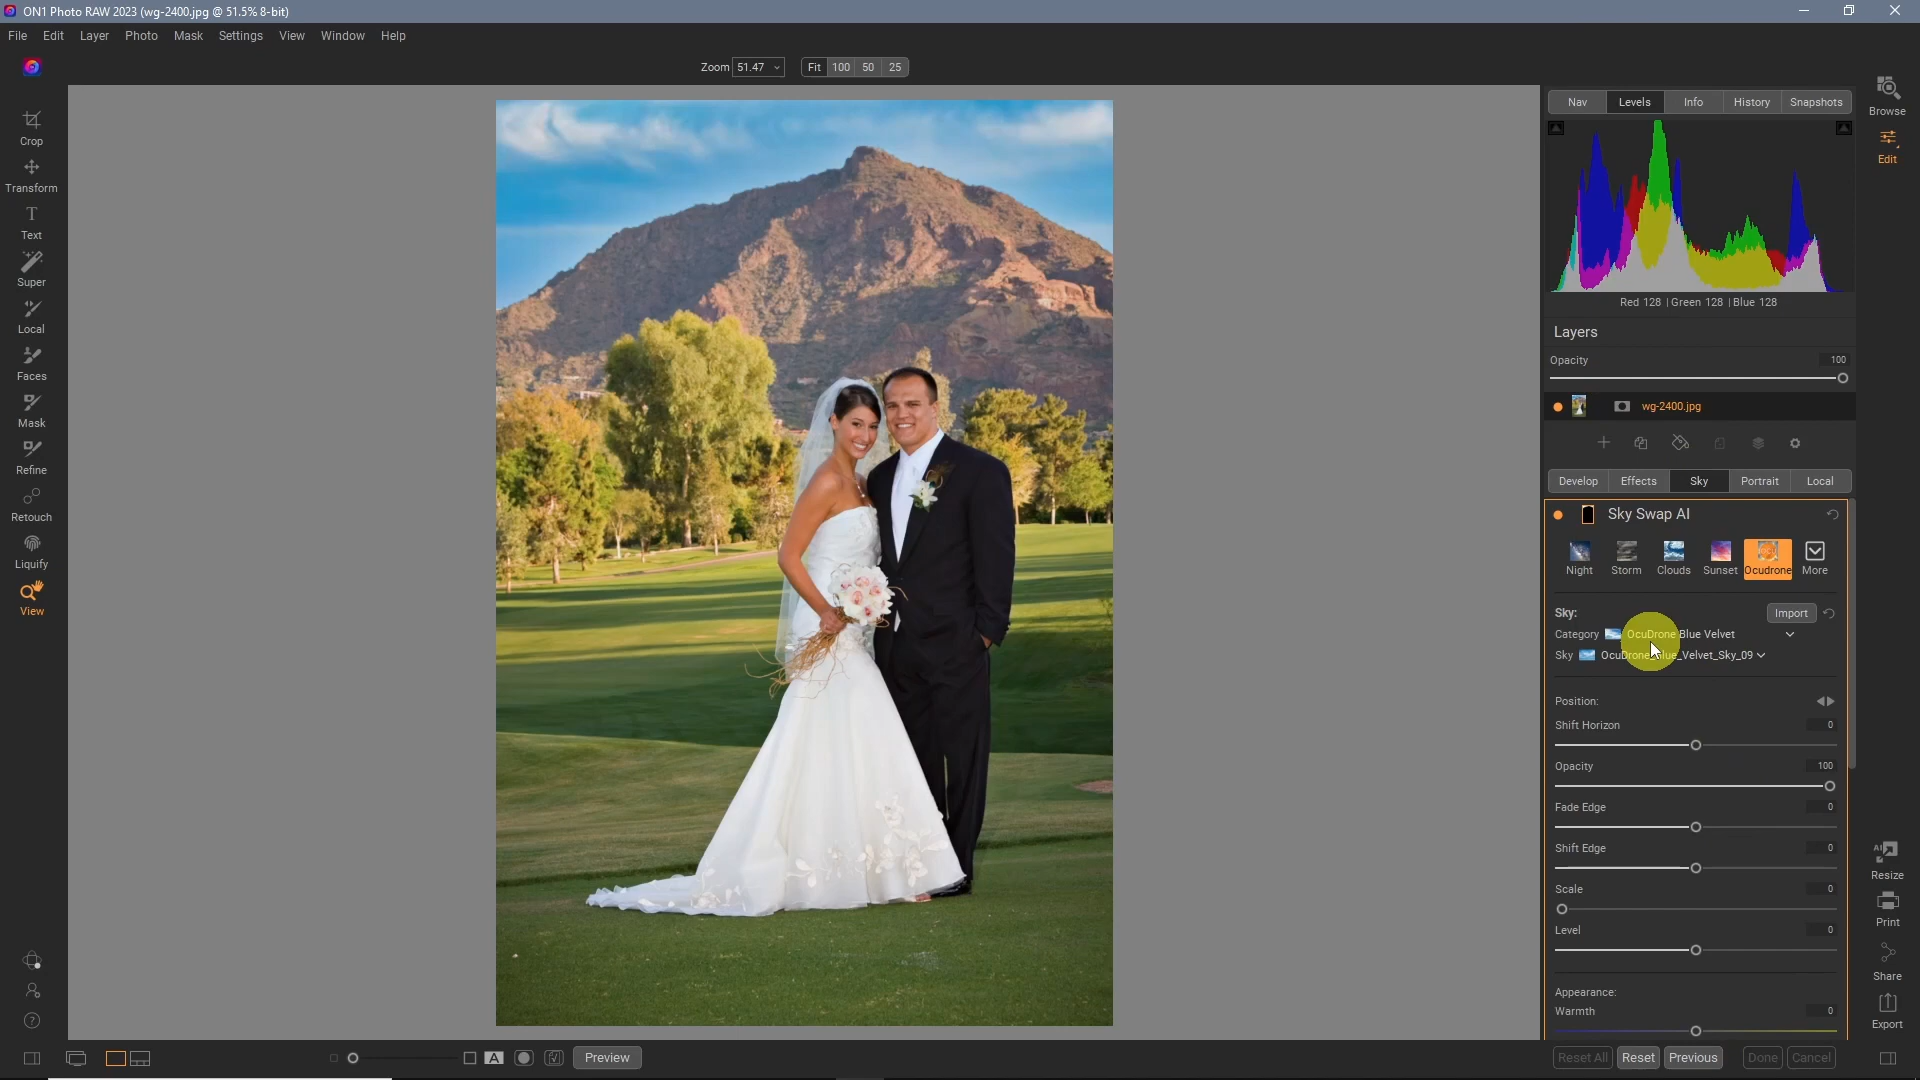 ON1 Photo RAW 2023 (wg-2400.jpg @ 51.5% 8-bit)
File Edit Layer Photo Mask Settings View Window Help
Zoom 51.47 Fit 100 50 25
Crop
Transform
Text
Super
Local
Faces
Mask
Refine
Retouch
Liquify
View
Nav Levels Info History Snapshots
Browse
Edit
Red 128 | Green 128 | Blue 128
Layers
Opacity 100
wg-2400.jpg
Develop Effects Sky Portrait Local
Sky Swap AI
Night Storm Clouds Sunset Ocudrone More
Sky: Import
Category OcuDrone Blue Velvet
Sky OcuDrone_Blue_Velvet_Sky_09
Position:
Shift Horizon 0
Opacity 100
Fade Edge 0
Shift Edge 0
Scale 0
Level 0
Appearance:
Warmth 0
Resize
Print
Share
Export
A Preview
Reset All Reset Previous Done Cancel